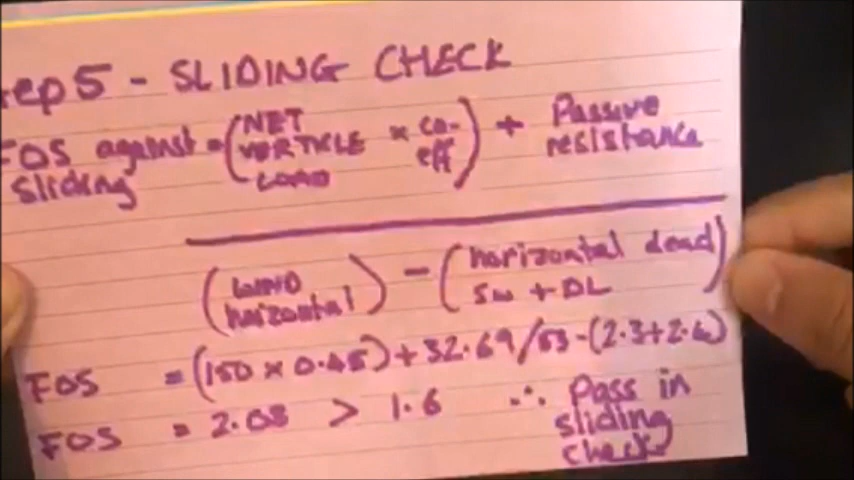 tep 5 - SLIDING CHECK
FOS against = (NET VERTICLE LOAD × co-eff) + Passive resistance
sliding
(WIND horizontal) - (horizontal dead SW + DL)
FOS = (150 × 0.45) + 32.69/53 - (2.3+2.6)
FOS = 2.08 > 1.6 ∴ Pass in sliding check